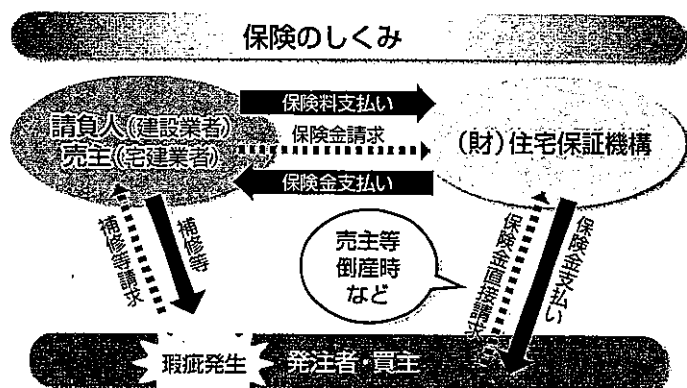 保険のしくみ
請負人(建設業者)
売主(宅建業者)
保険料支払い
保険金請求
保険金支払い
(財)住宅保証機構
補修等請求
補修等
売主等
倒産時
など
保険金直接請求
保険金支払い
瑕疵発生
発注者・買主